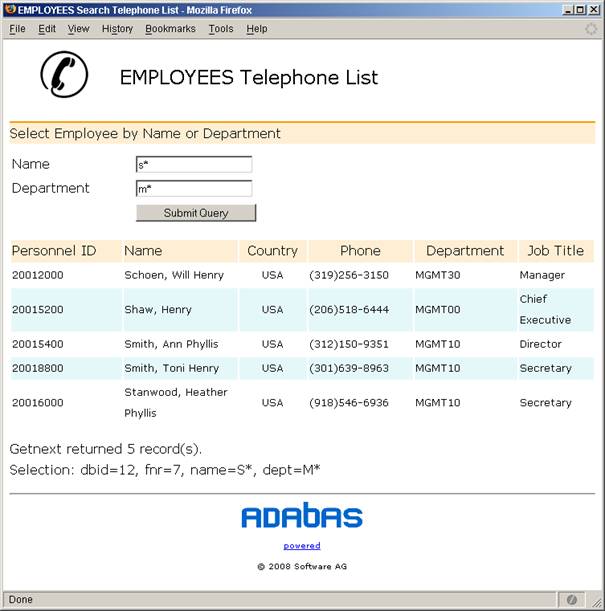 EMPLOYEES Search Telephone List - Mozilla Firefox
File Edit View History Bookmarks Tools Help
EMPLOYEES Telephone List
Select Employee by Name or Department
Name s*
Department m*
Submit Query
Personnel ID Name Country Phone Department Job Title
20012000 Schoen, Will Henry USA (319)256-3150 MGMT30 Manager
20015200 Shaw, Henry USA (206)518-6444 MGMT00 Chief
Executive
20015400 Smith, Ann Phyllis USA (312)150-9351 MGMT10 Director
20018800 Smith, Toni Henry USA (301)639-8963 MGMT10 Secretary
20016000 Stanwood, Heather USA (918)546-6936 MGMT10 Secretary
Phyllis
Getnext returned 5 record(s).
Selection: dbid=12, fnr=7, name=S*, dept=M*
ADABAS
powered
© 2008 Software AG
Done